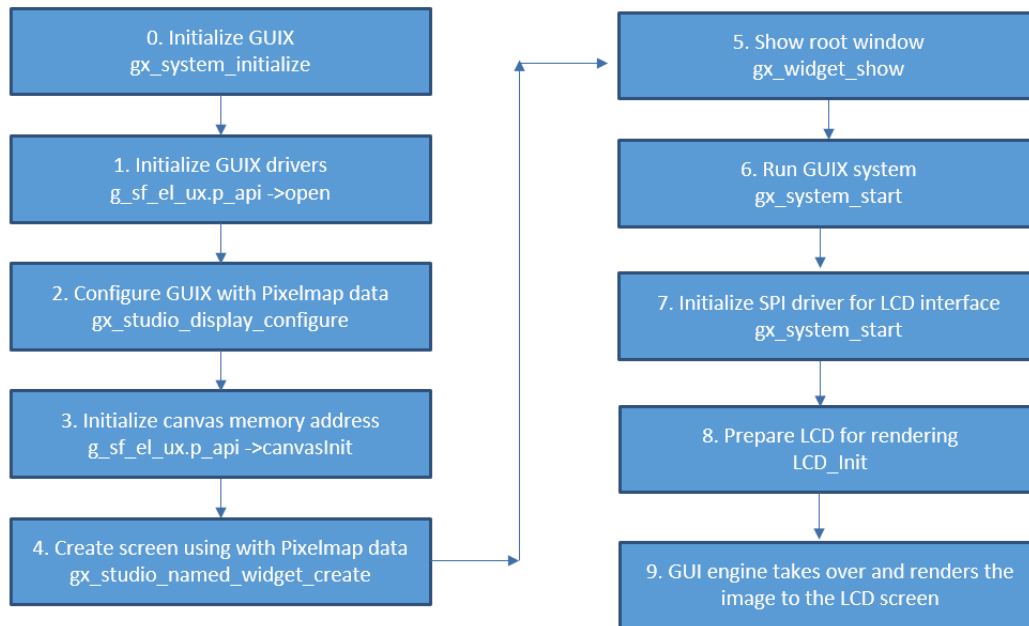 0. Initialize GUIX
gx_system_initialize
1. Initialize GUIX drivers
g_sf_el_ux.p_api ->open
2. Configure GUIX with Pixelmap data
gx_studio_display_configure
3. Initialize canvas memory address
g_sf_el_ux.p_api ->canvasInit
4. Create screen using with Pixelmap data
gx_studio_named_widget_create
5. Show root window
gx_widget_show
6. Run GUIX system
gx_system_start
7. Initialize SPI driver for LCD interface
gx_system_start
8. Prepare LCD for rendering
LCD_Init
9. GUI engine takes over and renders the
image to the LCD screen